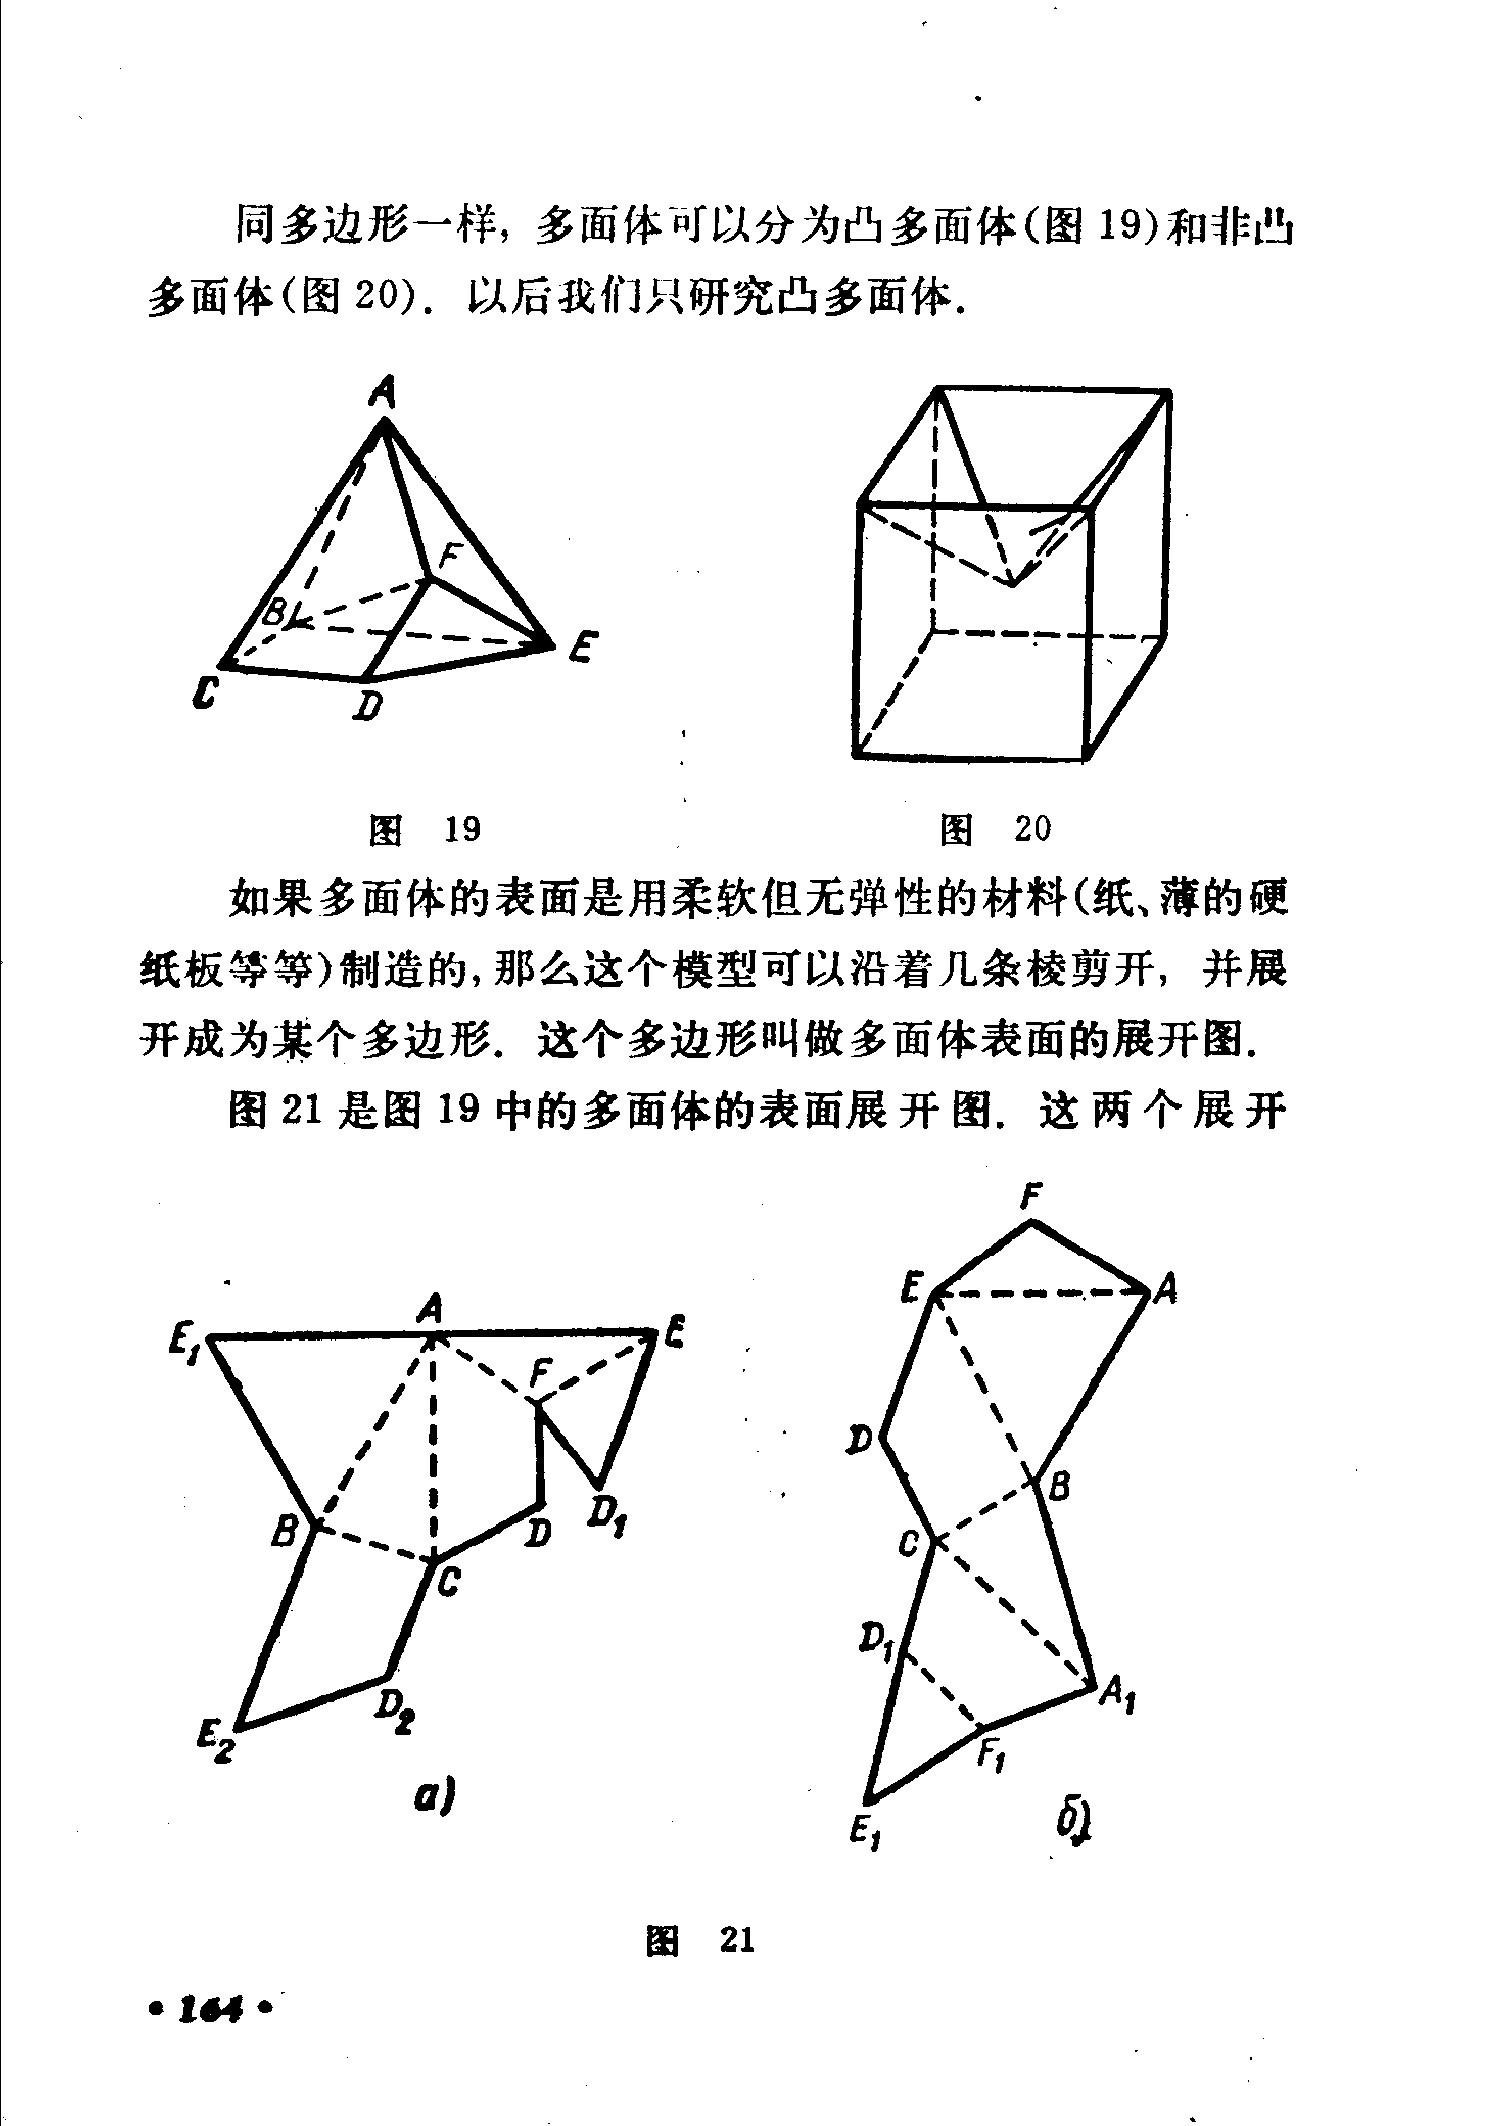 同多边形一样, 多面体可以分为凸多面体(图 19)和非凸
多面体(图 20). 以后我们只研究凸多面体.
A
F
B
E
C
D
图 19
图 20
如果多面体的表面是用柔软但无弹性的材料(纸、薄的硬
纸板等等)制造的, 那么这个模型可以沿着几条棱剪开, 并展
开成为某个多边形. 这个多边形叫做多面体表面的展开图.
图 21 是图 19 中的多面体的表面展开图. 这两个展开
E₁
A
E
F
B
D
D₁
C
D₂
E₂
а)
F
E
A
D
B
C
D₁
A₁
F₁
E₁
б)
图 21
• 164 •